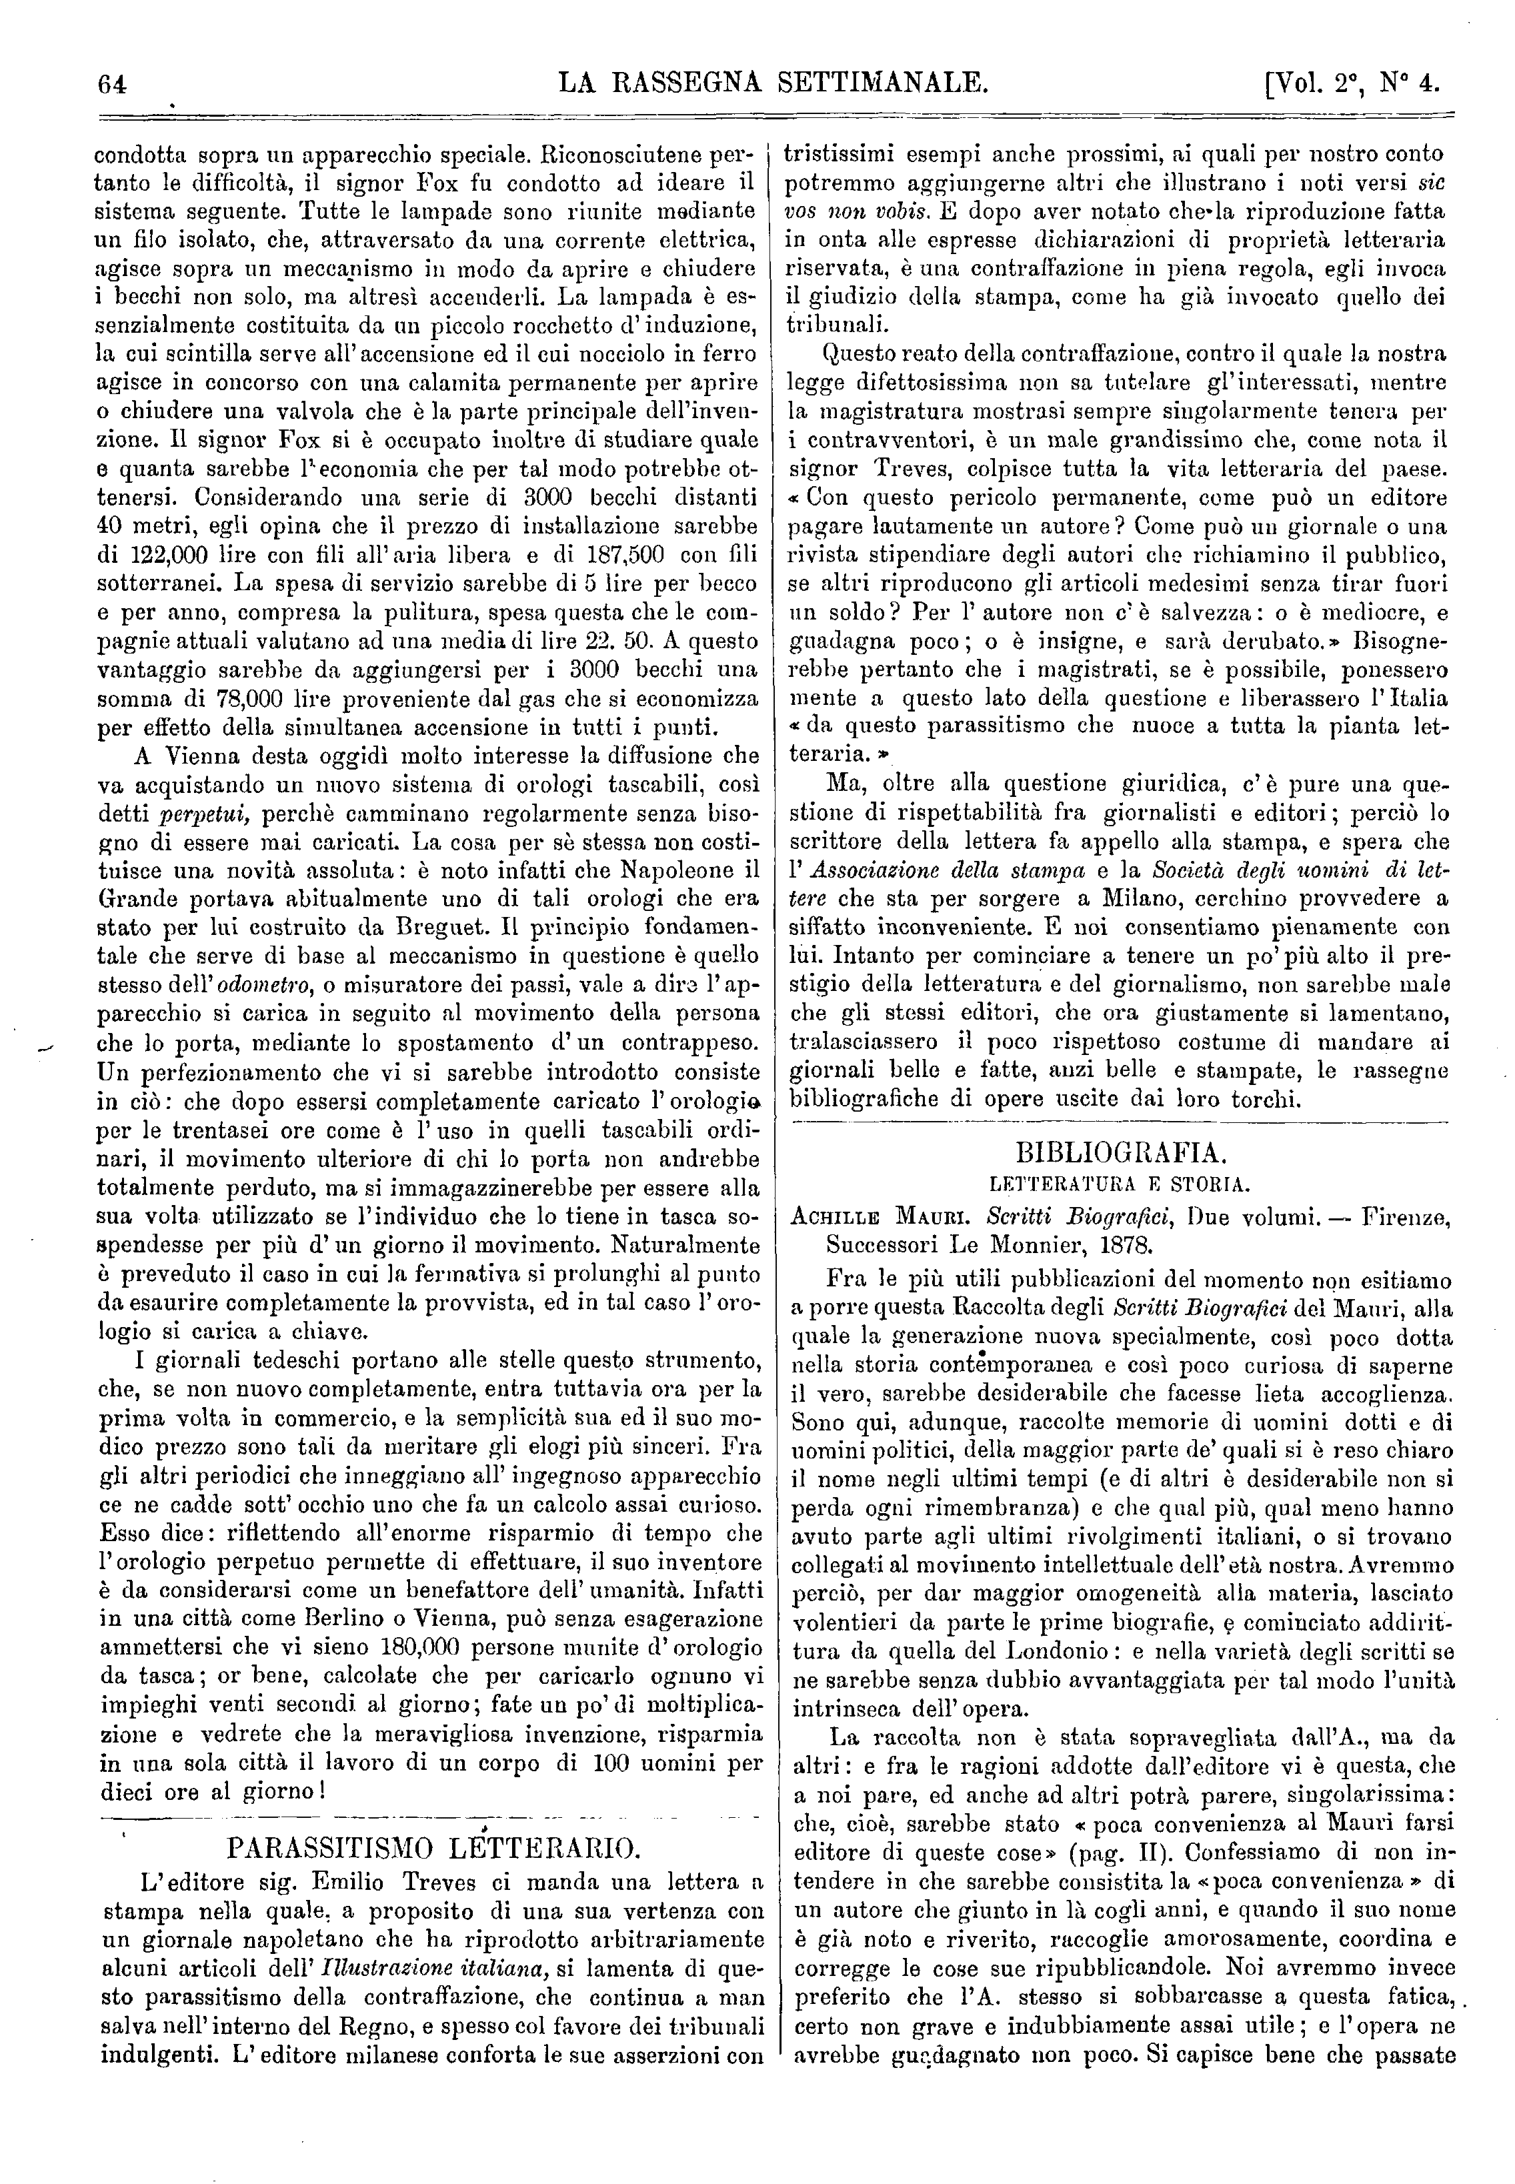 64
LA RASSEGNA SETTIMANALE.
[Vol. 2°, N° 4.
condotta sopra un apparecchio speciale. Riconosciutene per-
tanto le difficoltà, il signor Fox fu condotto ad ideare il
sistema seguente. Tutte le lampade sono riunite mediante
un filo isolato, che, attraversato da una corrente elettrica,
agisce sopra un meccanismo in modo da aprire e chiudere
i becchi non solo, ma altresì accenderli. La lampada è es-
senzialmente costituita da un piccolo rocchetto d'induzione,
la cui scintilla serve all'accensione ed il cui nocciolo in ferro
agisce in concorso con una calamita permanente per aprire
o chiudere una valvola che è la parte principale dell'inven-
zione. Il signor Fox si è occupato inoltre di studiare quale
e quanta sarebbe l'economia che per tal modo potrebbe ot-
tenersi. Considerando una serie di 3000 becchi distanti
40 metri, egli opina che il prezzo di installazione sarebbe
di 122,000 lire con fili all'aria libera e di 187,500 con fili
sotterranei. La spesa di servizio sarebbe di 5 lire per becco
e per anno, compresa la pulitura, spesa questa che le com-
pagnie attuali valutano ad una media di lire 22. 50. A questo
vantaggio sarebbe da aggiungersi per i 3000 becchi una
somma di 78,000 lire proveniente dal gas che si economizza
per effetto della simultanea accensione in tutti i punti.
A Vienna desta oggidì molto interesse la diffusione che
va acquistando un nuovo sistema di orologi tascabili, così
detti perpetui, perchè camminano regolarmente senza biso-
gno di essere mai caricati. La cosa per sè stessa non costi-
tuisce una novità assoluta: è noto infatti che Napoleone il
Grande portava abitualmente uno di tali orologi che era
stato per lui costruito da Breguet. Il principio fondamen-
tale che serve di base al meccanismo in questione è quello
stesso dell'odometro, o misuratore dei passi, vale a dire l'ap-
parecchio si carica in seguito al movimento della persona
che lo porta, mediante lo spostamento d'un contrappeso.
Un perfezionamento che vi si sarebbe introdotto consiste
in ciò: che dopo essersi completamente caricato l'orologio
per le trentasei ore come è l'uso in quelli tascabili ordi-
nari, il movimento ulteriore di chi lo porta non andrebbe
totalmente perduto, ma si immagazzinerebbe per essere alla
sua volta utilizzato se l'individuo che lo tiene in tasca so-
spendesse per più d'un giorno il movimento. Naturalmente
è preveduto il caso in cui la fermativa si prolunghi al punto
da esaurire completamente la provvista, ed in tal caso l'oro-
logio si carica a chiave.
I giornali tedeschi portano alle stelle questo strumento,
che, se non nuovo completamente, entra tuttavia ora per la
prima volta in commercio, e la semplicità sua ed il suo mo-
dico prezzo sono tali da meritare gli elogi più sinceri. Fra
gli altri periodici che inneggiano all'ingegnoso apparecchio
ce ne cadde sott'occhio uno che fa un calcolo assai curioso.
Esso dice: riflettendo all'enorme risparmio di tempo che
l'orologio perpetuo permette di effettuare, il suo inventore
è da considerarsi come un benefattore dell'umanità. Infatti
in una città come Berlino o Vienna, può senza esagerazione
ammettersi che vi sieno 180,000 persone munite d'orologio
da tasca; or bene, calcolate che per caricarlo ognuno vi
impieghi venti secondi al giorno; fate un po' di moltiplica-
zione e vedrete che la meravigliosa invenzione, risparmia
in una sola città il lavoro di un corpo di 100 uomini per
dieci ore al giorno!
PARASSITISMO LETTERARIO.
L'editore sig. Emilio Treves ci manda una lettera a
stampa nella quale, a proposito di una sua vertenza con
un giornale napoletano che ha riprodotto arbitrariamente
alcuni articoli dell'Illustrazione italiana, si lamenta di que-
sto parassitismo della contraffazione, che continua a man
salva nell'interno del Regno, e spesso col favore dei tribunali
indulgenti. L'editore milanese conforta le sue asserzioni con
tristissimi esempi anche prossimi, ai quali per nostro conto
potremmo aggiungerne altri che illustrano i noti versi sic
vos non vobis. E dopo aver notato che la riproduzione fatta
in onta alle espresse dichiarazioni di proprietà letteraria
riservata, è una contraffazione in piena regola, egli invoca
il giudizio della stampa, come ha già invocato quello dei
tribunali.
Questo reato della contraffazione, contro il quale la nostra
legge difettosissima non sa tutelare gl'interessati, mentre
la magistratura mostrasi sempre singolarmente tenera per
i contravventori, è un male grandissimo che, come nota il
signor Treves, colpisce tutta la vita letteraria del paese.
« Con questo pericolo permanente, come può un editore
pagare lautamente un autore? Come può un giornale o una
rivista stipendiare degli autori che richiamino il pubblico,
se altri riproducono gli articoli medesimi senza tirar fuori
un soldo? Per l'autore non c'è salvezza: o è mediocre, e
guadagna poco; o è insigne, e sarà derubato.» Bisogne-
rebbe pertanto che i magistrati, se è possibile, ponessero
mente a questo lato della questione e liberassero l'Italia
« da questo parassitismo che nuoce a tutta la pianta let-
teraria. »
Ma, oltre alla questione giuridica, c'è pure una que-
stione di rispettabilità fra giornalisti e editori; perciò lo
scrittore della lettera fa appello alla stampa, e spera che
l'Associazione della stampa e la Società degli uomini di let-
tere che sta per sorgere a Milano, cerchino provvedere a
siffatto inconveniente. E noi consentiamo pienamente con
lui. Intanto per cominciare a tenere un po' più alto il pre-
stigio della letteratura e del giornalismo, non sarebbe male
che gli stessi editori, che ora giustamente si lamentano,
tralasciassero il poco rispettoso costume di mandare ai
giornali belle e fatte, anzi belle e stampate, le rassegne
bibliografiche di opere uscite dai loro torchi.
BIBLIOGRAFIA.
LETTERATURA E STORIA.
ACHILLE MAURI. Scritti Biografici, Due volumi. — Firenze,
Successori Le Monnier, 1878.
Fra le più utili pubblicazioni del momento non esitiamo
a porre questa Raccolta degli Scritti Biografici del Mauri, alla
quale la generazione nuova specialmente, così poco dotta
nella storia contemporanea e così poco curiosa di saperne
il vero, sarebbe desiderabile che facesse lieta accoglienza.
Sono qui, adunque, raccolte memorie di uomini dotti e di
uomini politici, della maggior parte de' quali si è reso chiaro
il nome negli ultimi tempi (e di altri è desiderabile non si
perda ogni rimembranza) e che qual più, qual meno hanno
avuto parte agli ultimi rivolgimenti italiani, o si trovano
collegati al movimento intellettuale dell'età nostra. Avremmo
perciò, per dar maggior omogeneità alla materia, lasciato
volentieri da parte le prime biografie, e cominciato addirit-
tura da quella del Londonio: e nella varietà degli scritti se
ne sarebbe senza dubbio avvantaggiata per tal modo l'unità
intrinseca dell'opera.
La raccolta non è stata sopravegliata dall'A., ma da
altri: e fra le ragioni addotte dall'editore vi è questa, che
a noi pare, ed anche ad altri potrà parere, singolarissima:
che, cioè, sarebbe stato « poca convenienza al Mauri farsi
editore di queste cose» (pag. II). Confessiamo di non in-
tendere in che sarebbe consistita la «poca convenienza» di
un autore che giunto in là cogli anni, e quando il suo nome
è già noto e riverito, raccoglie amorosamente, coordina e
corregge le cose sue ripubblicandole. Noi avremmo invece
preferito che l'A. stesso si sobbarcasse a questa fatica,
certo non grave e indubbiamente assai utile; e l'opera ne
avrebbe guadagnato non poco. Si capisce bene che passate